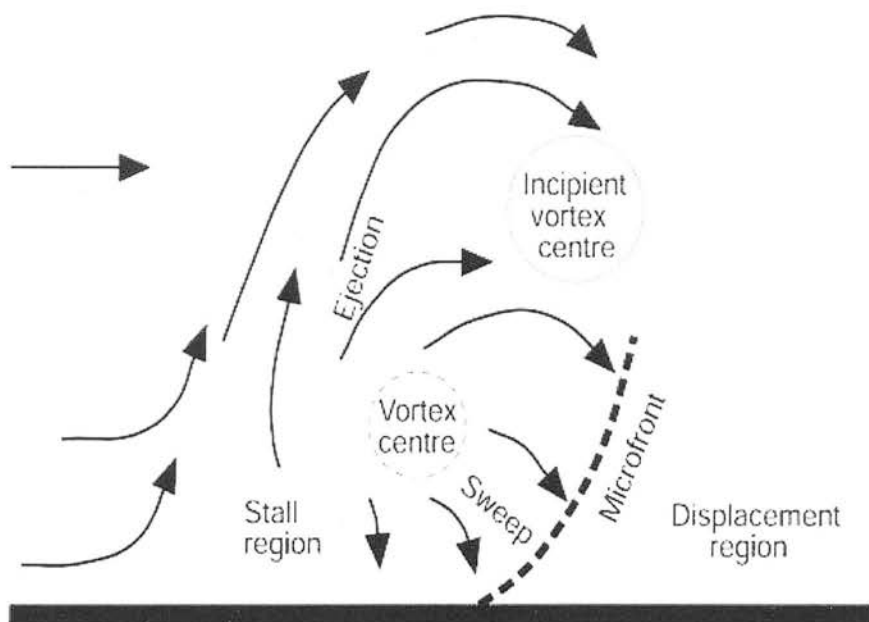 Incipient
vortex
centre
Ejection
Vortex
centre
Microfront
Sweep
Stall
region
Displacement
region